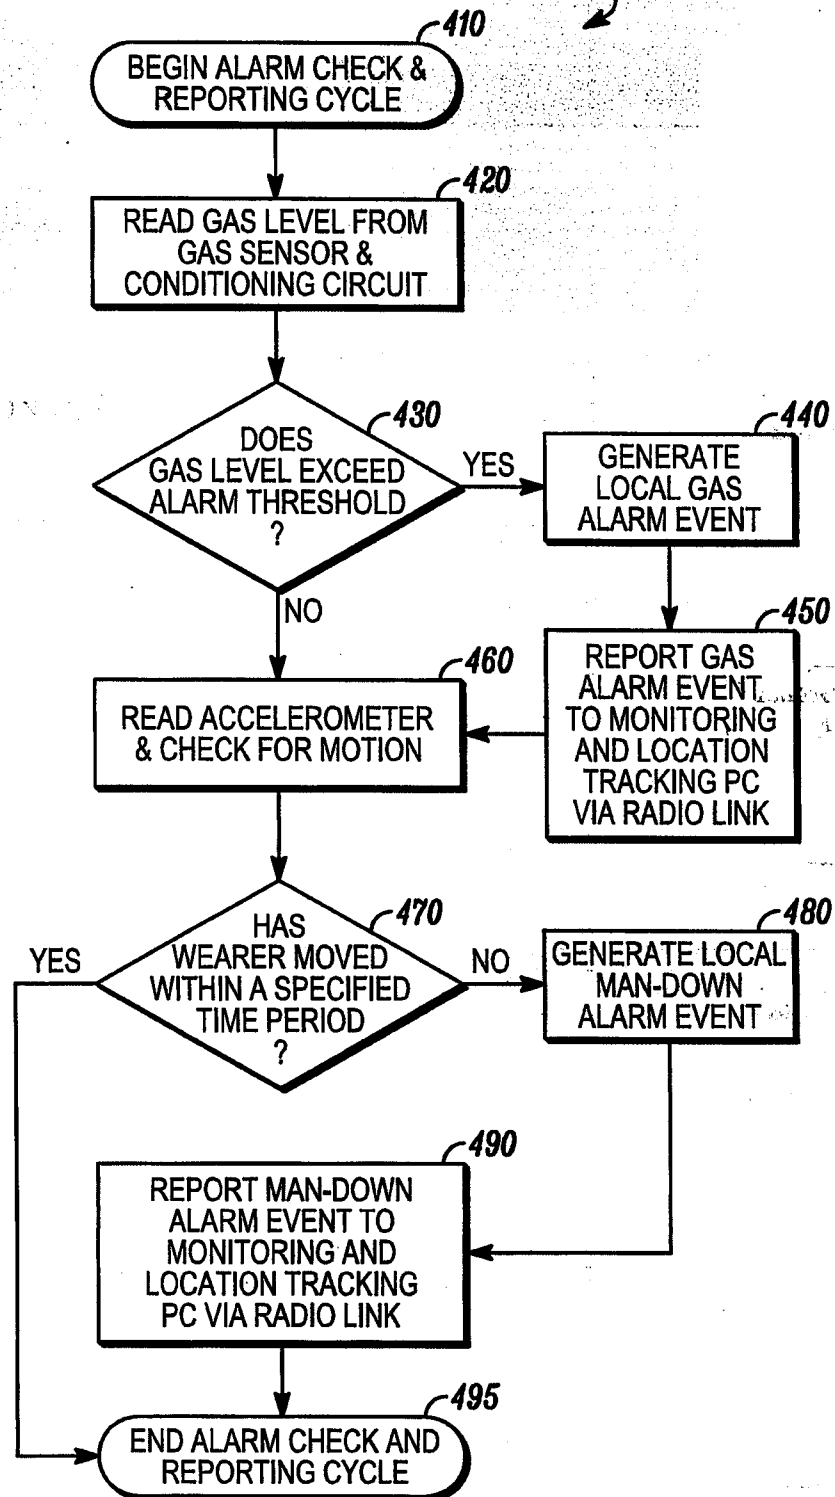 410
BEGIN ALARM CHECK &
REPORTING CYCLE
420
READ GAS LEVEL FROM
GAS SENSOR &
CONDITIONING CIRCUIT
430
DOES
GAS LEVEL EXCEED
ALARM THRESHOLD
?
YES
440
GENERATE
LOCAL GAS
ALARM EVENT
NO
450
REPORT GAS
ALARM EVENT
TO MONITORING
AND LOCATION
TRACKING PC
VIA RADIO LINK
460
READ ACCELEROMETER
& CHECK FOR MOTION
470
HAS
WEARER MOVED
WITHIN A SPECIFIED
TIME PERIOD
?
YES
NO
480
GENERATE LOCAL
MAN-DOWN
ALARM EVENT
490
REPORT MAN-DOWN
ALARM EVENT TO
MONITORING AND
LOCATION TRACKING
PC VIA RADIO LINK
495
END ALARM CHECK AND
REPORTING CYCLE